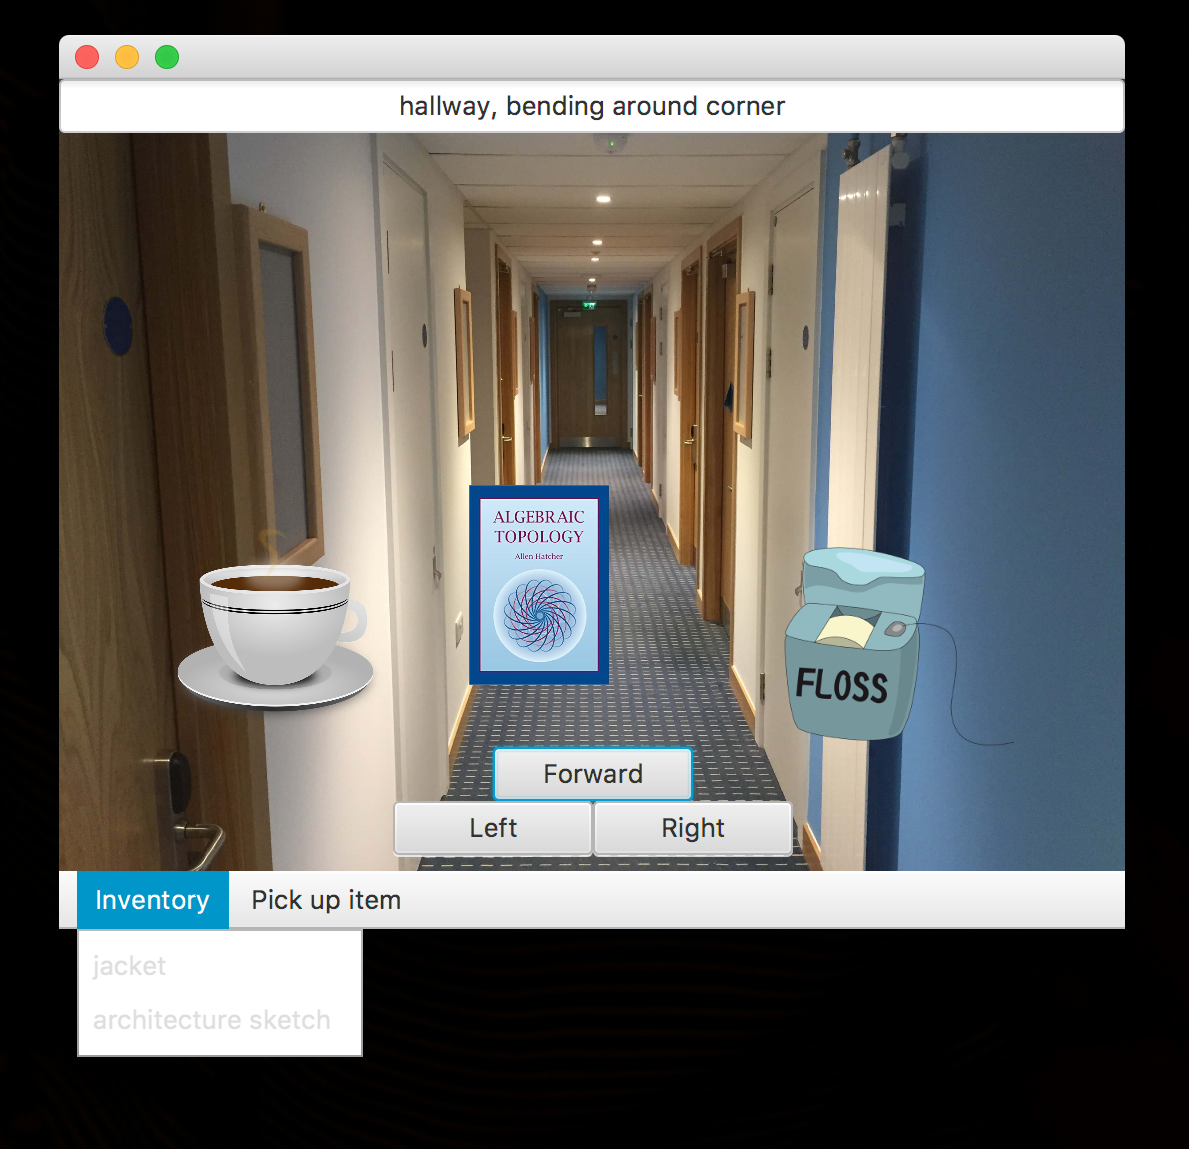 hallway, bending around corner
ALGEBRAIC
TOPOLOGY
Allen Hatcher
FLOSS
Forward
Left Right
Inventory Pick up item
jacket
architecture sketch